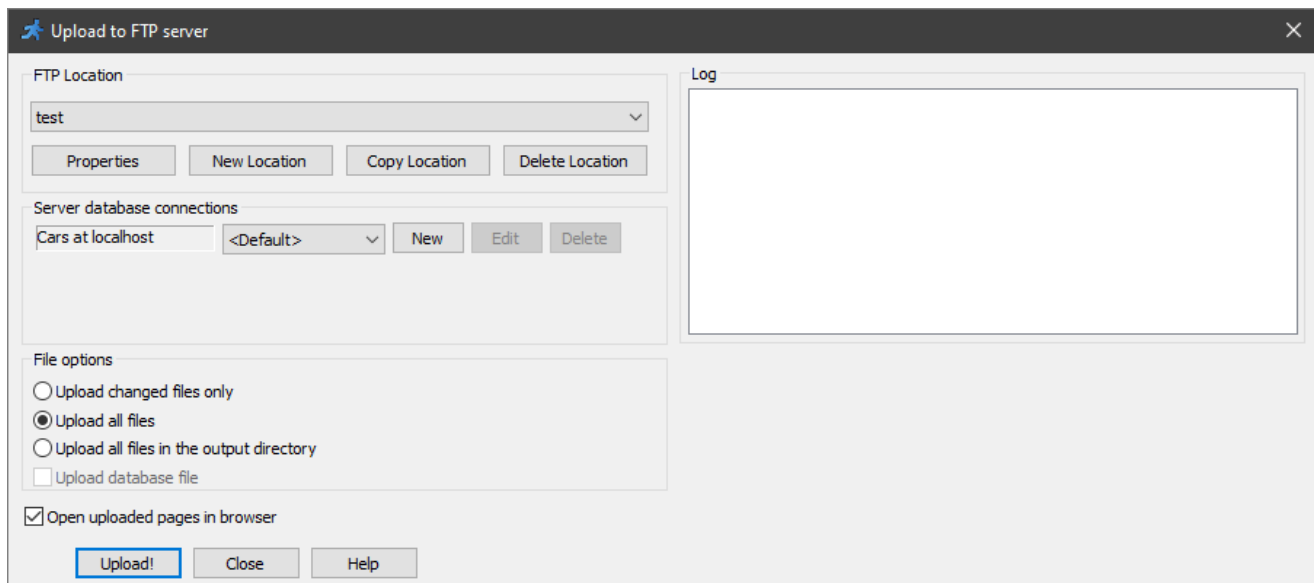 Upload to FTP server
FTP Location
test
Properties New Location Copy Location Delete Location
Server database connections
Cars at localhost <Default> New Edit Delete
File options
Upload changed files only
Upload all files
Upload all files in the output directory
Upload database file
Open uploaded pages in browser
Upload! Close Help
Log